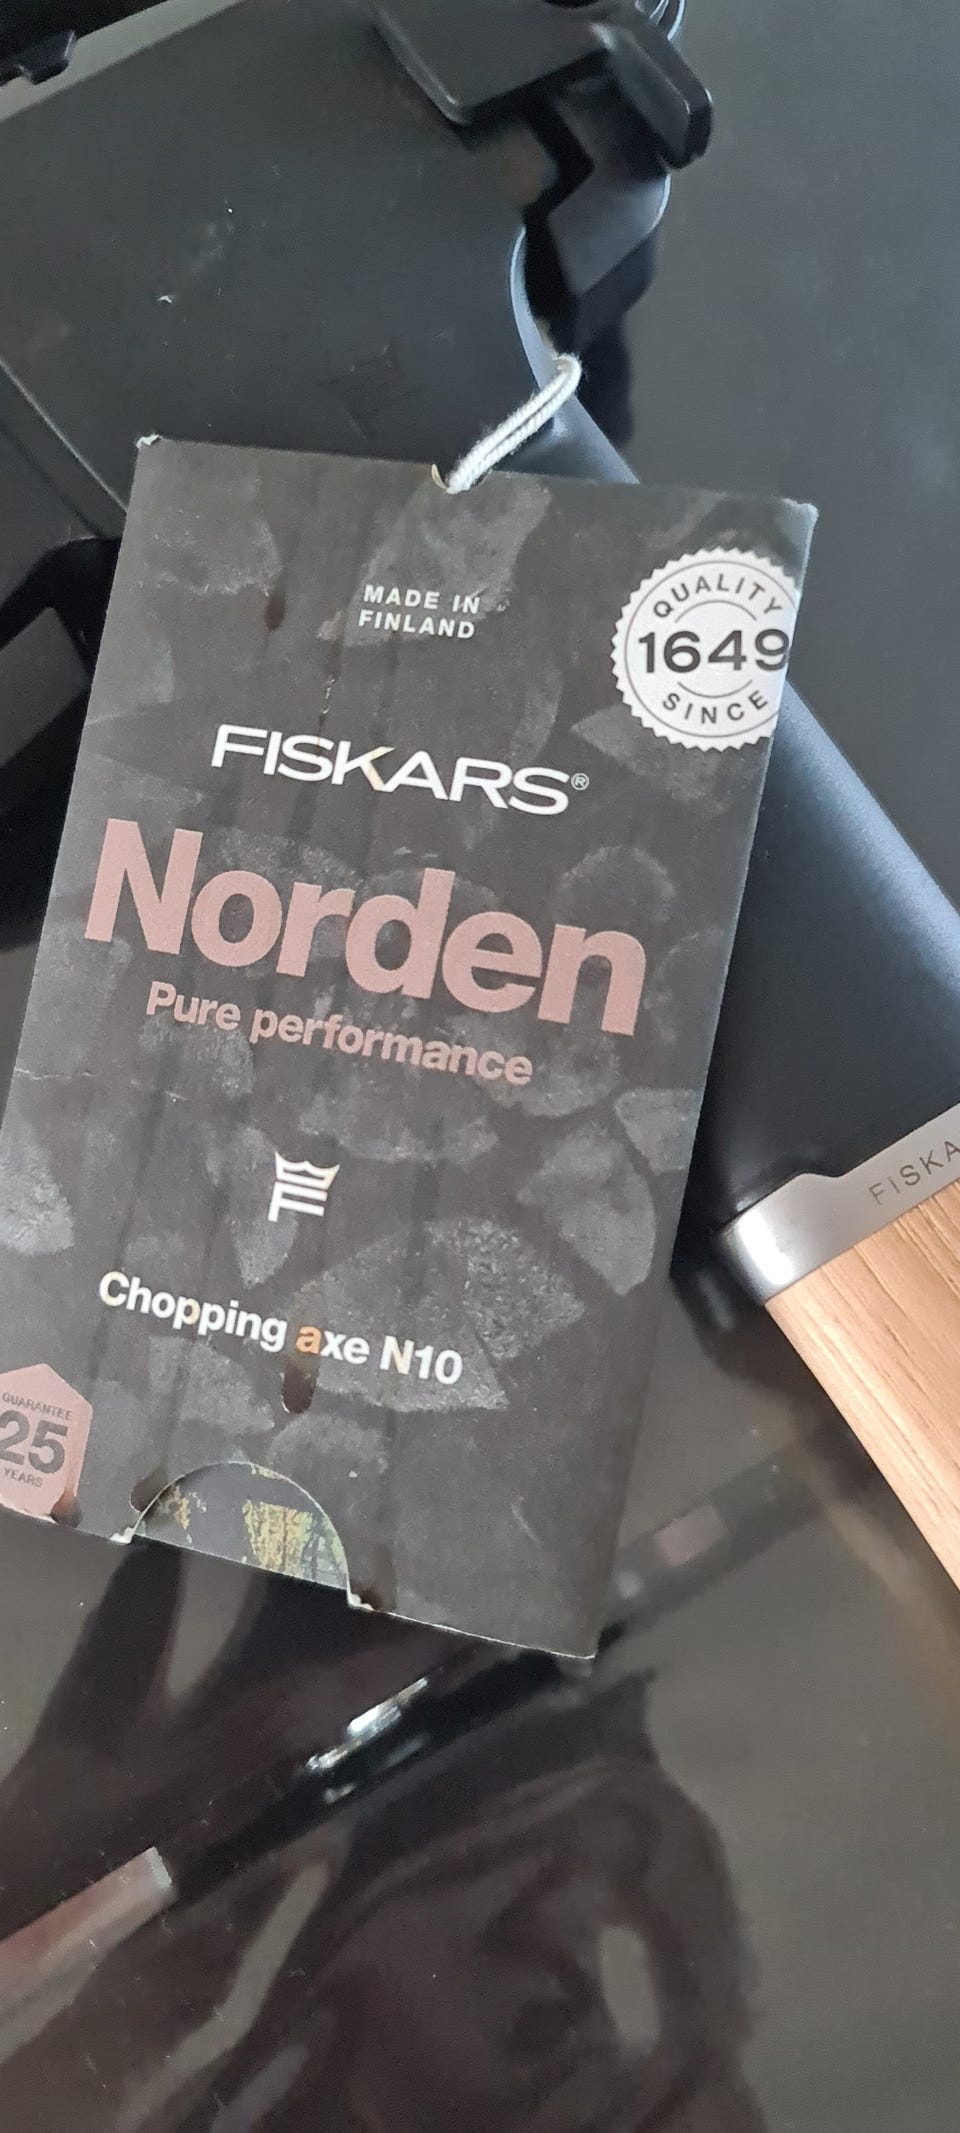 MADE IN
FINLAND
QUALITY
1649
SINCE
FISKARS®
Norden
Pure performance
Chopping axe N10
GUARANTEE
25
YEARS
FISKA